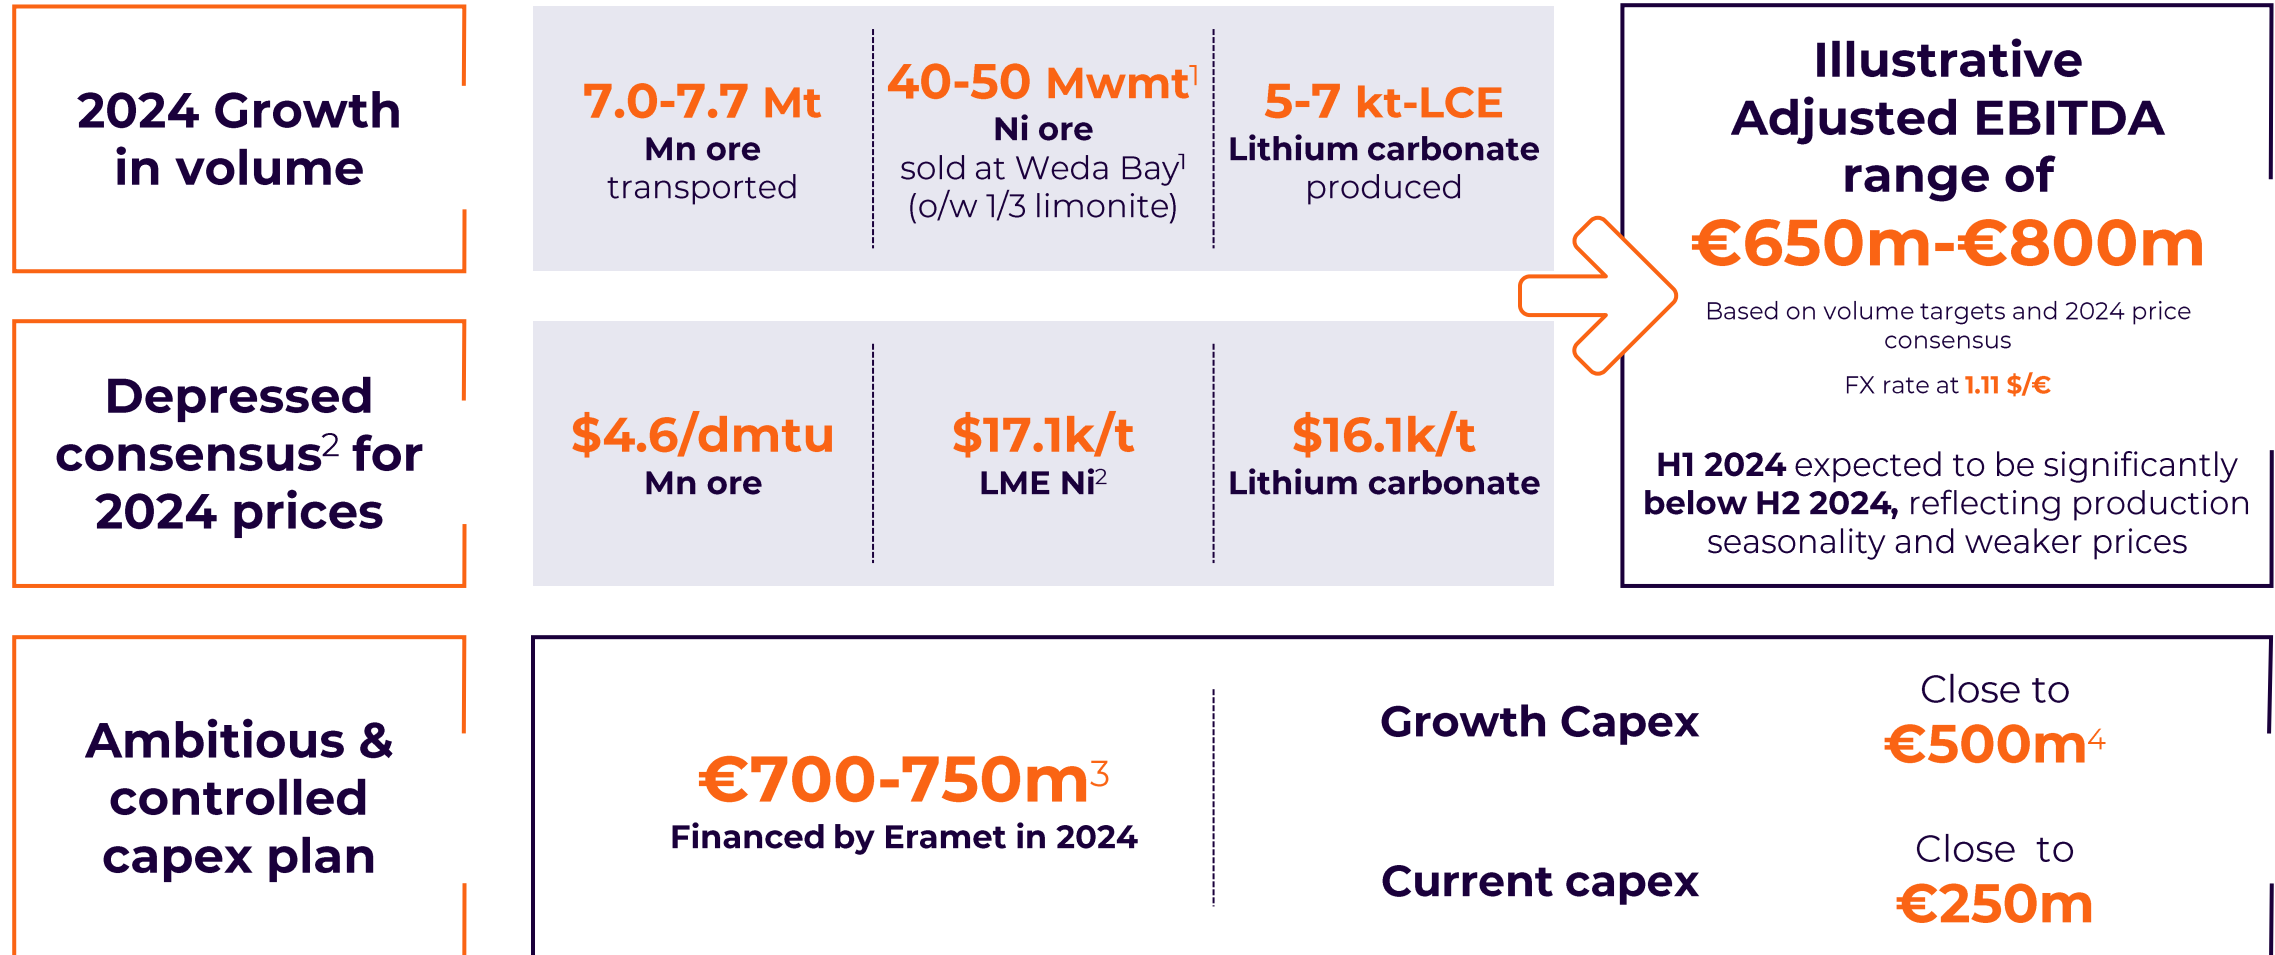 2024 Growth
in volume
7.0-7.7 Mt
Mn ore
transported
40-50 Mwmt¹
Ni ore
sold at Weda Bay¹
(o/w 1/3 limonite)
5-7 kt-LCE
Lithium carbonate
produced
Illustrative
Adjusted EBITDA
range of
€650m-€800m
Based on volume targets and 2024 price
consensus
FX rate at 1.11 $/€
H1 2024 expected to be significantly
below H2 2024, reflecting production
seasonality and weaker prices
Depressed
consensus² for
2024 prices
$4.6/dmtu
Mn ore
$17.1k/t
LME Ni²
$16.1k/t
Lithium carbonate
Ambitious &
controlled
capex plan
€700-750m³
Financed by Eramet in 2024
Growth Capex
Close to
€500m⁴
Current capex
Close to
€250m